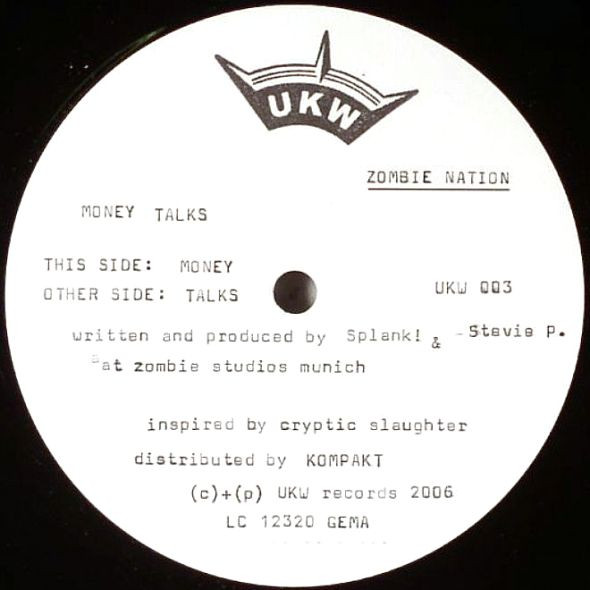 UKW
ZOMBIE NATION
MONEY TALKS
THIS SIDE: MONEY
OTHER SIDE: TALKS
UKW 003
written and produced by Splank! & - Stevie P.
at zombie studios munich
inspired by cryptic slaughter
distributed by KOMPAKT
(c)+(p) UKW records 2006
LC 12320 GEMA